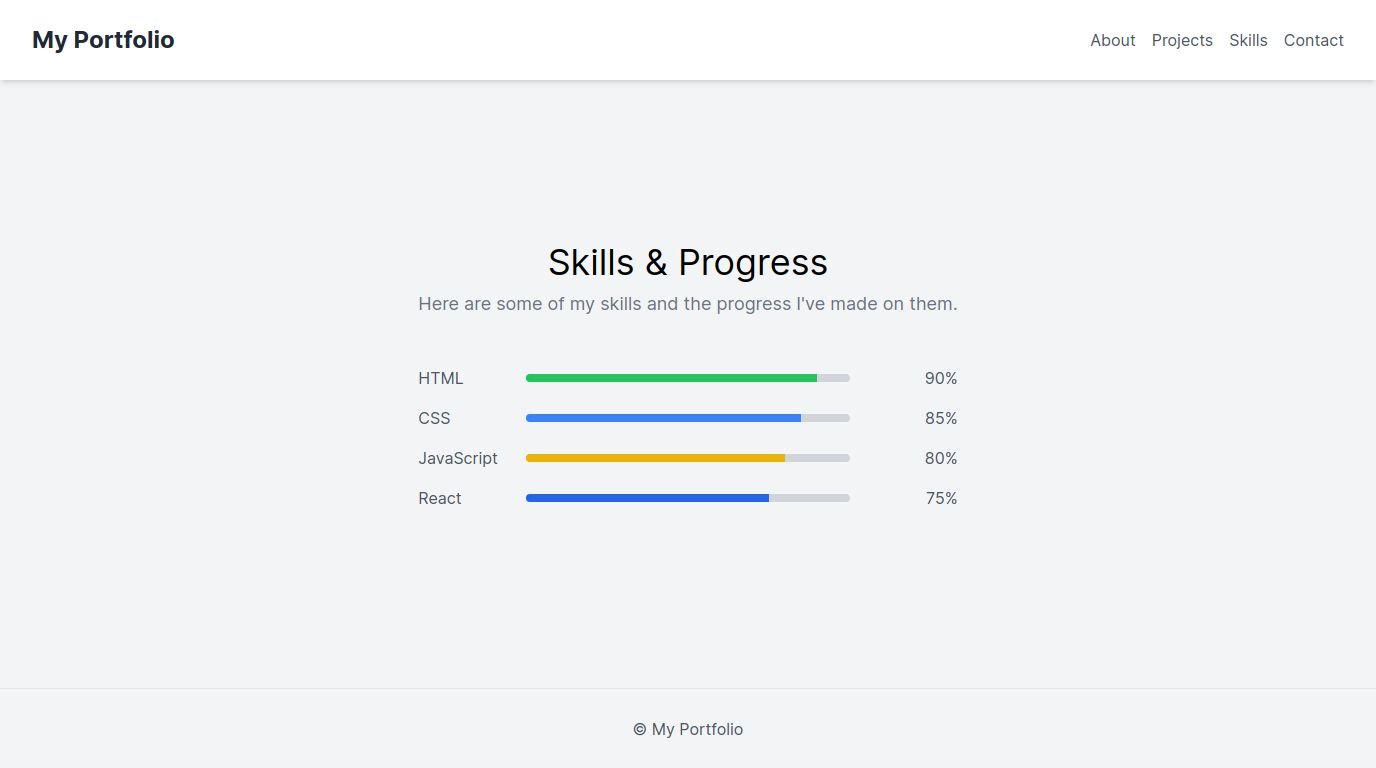 My Portfolio
About Projects Skills Contact
Skills & Progress
Here are some of my skills and the progress I've made on them.
HTML 90%
CSS 85%
JavaScript 80%
React 75%
© My Portfolio